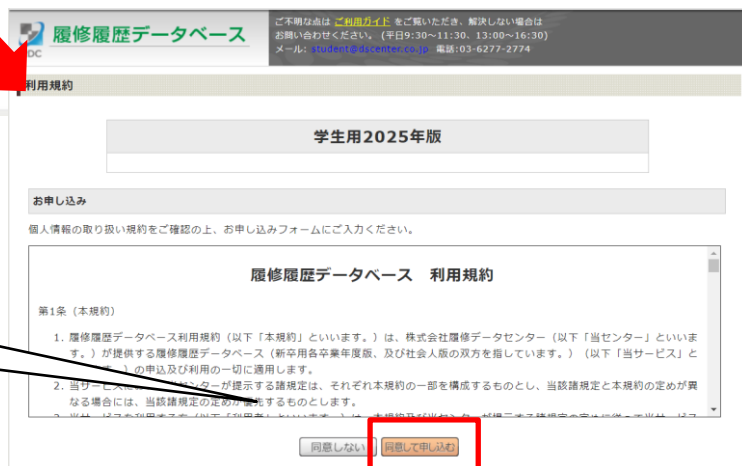 履修履歴データベース
DC
ご不明な点は ご利用ガイド をご覧いただき、解決しない場合は
お問い合わせください。（平日9:30～11:30、13:00～16:30）
メール: student@dscenter.co.jp 電話:03-6277-2774
利用規約
学生用2025年版
お申し込み
個人情報の取り扱い規約をご確認の上、お申し込みフォームにご入力ください。
履修履歴データベース 利用規約
第1条（本規約）
1. 履修履歴データベース利用規約（以下「本規約」といいます。）は、株式会社履修データセンター（以下「当センター」といいま
す。）が提供する履修履歴データベース（新卒用各卒業年度版、及び社会人版の双方を指しています。）（以下「当サービス」と
。）の申込及び利用の一切に適用します。
2. 当サービスに センターが提示する諸規定は、それぞれ本規約の一部を構成するものとし、当該諸規定と本規約の定めが異
なる場合には、当該諸規定の定めが優先するものとします。
同意しない
同意して申し込む